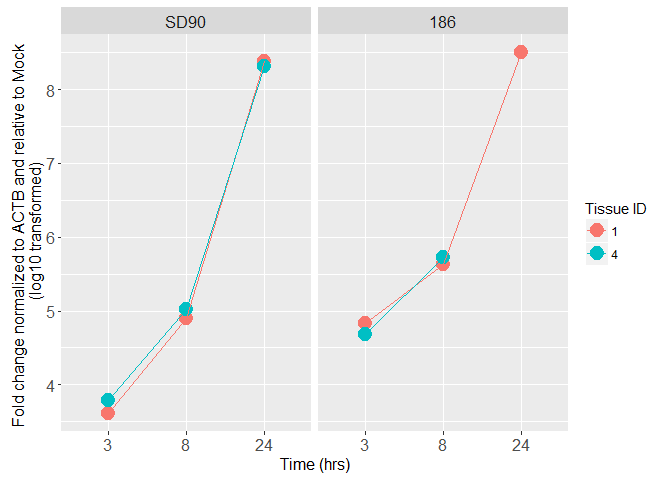 SD90
186
Fold change normalized to ACTB and relative to Mock
(log10 transformed)
8
7
6
5
4
3 8 24
3 8 24
Time (hrs)
Tissue ID
1
4